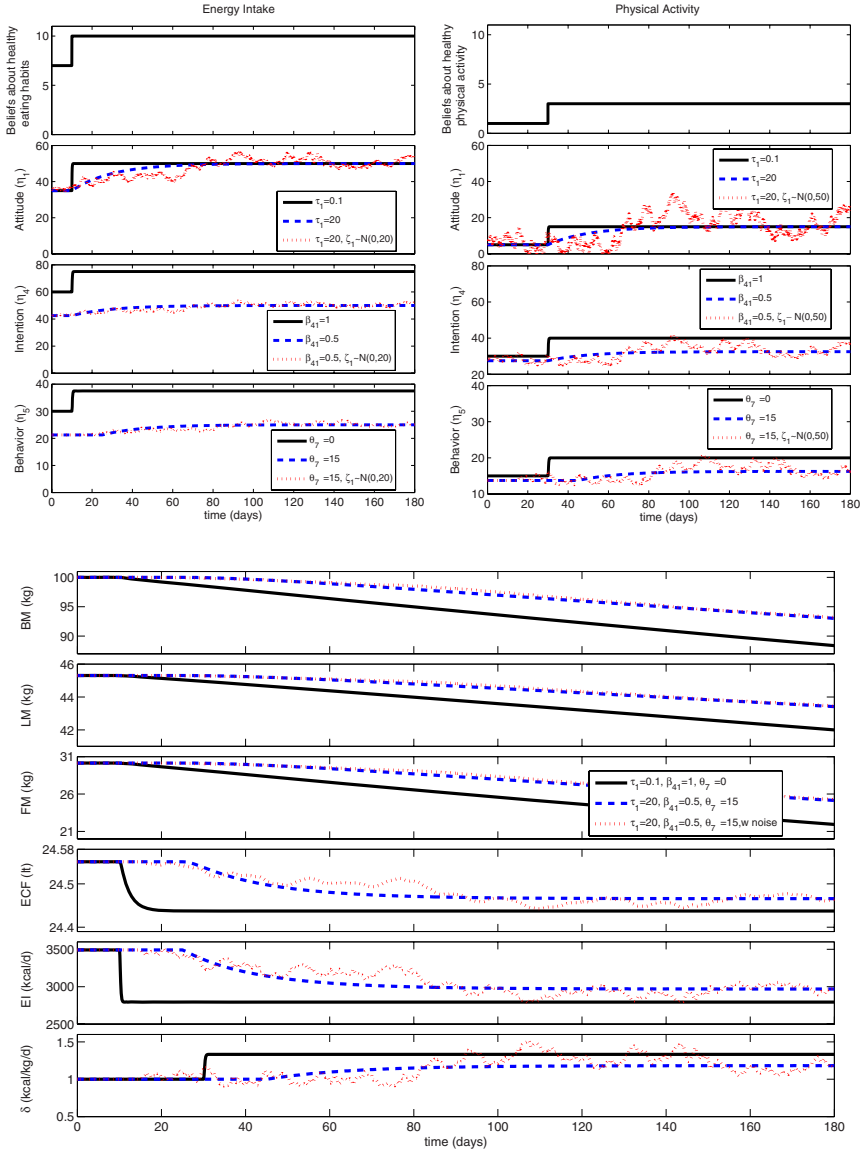 Energy Intake
Beliefs about healthy
eating habits
10
5
0
Attitude (η₁)
60
40
20
0
τ₁=0.1
τ₁=20
τ₁=20, ζ₁~N(0,20)
Intention (η₄)
80
60
40
20
0
β₄₁=1
β₄₁=0.5
β₄₁=0.5, ζ₁~N(0,20)
Behavior (η₅)
40
30
20
10
0
θ₇ =0
θ₇ =15
θ₇ =15, ζ₁~N(0,20)
0 20 40 60 80 100 120 140 160 180
time (days)
Physical Activity
Beliefs about healthy
physical activity
10
5
0
Attitude (η₁)
60
40
20
0
τ₁=0.1
τ₁=20
τ₁=20, ζ₁~N(0,50)
Intention (η₄)
80
60
40
20
β₄₁=1
β₄₁=0.5
β₄₁=0.5, ζ₁~ N(0,50)
Behavior (η₅)
40
30
20
10
θ₇ =0
θ₇ =15
θ₇ =15, ζ₁~N(0,50)
0 20 40 60 80 100 120 140 160 180
time (days)
BM (kg)
100
95
90
LM (kg)
46
44
42
FM (kg)
31
26
21
τ₁=0.1, β₄₁=1, θ₇ =0
τ₁=20, β₄₁=0.5, θ₇ =15
τ₁=20, β₄₁=0.5, θ₇ =15,w noise
ECF (lt)
24.58
24.5
24.4
EI (kcal/d)
3500
3000
2500
δ (kcal/kg/d)
1.5
1
0.5
0 20 40 60 80 100 120 140 160 180
time (days)